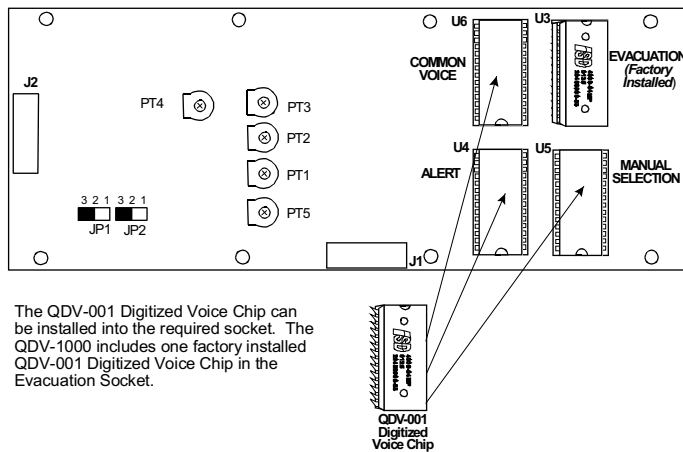 U6
U3
J2
COMMON
VOICE
EVACUATION
(Factory
Installed)
ISD
PT4
PT3
PT2
PT1
PT5
U4
U5
ALERT
MANUAL
SELECTION
3 2 1
3 2 1
JP1
JP2
J1
The QDV-001 Digitized Voice Chip can
be installed into the required socket. The
QDV-1000 includes one factory installed
QDV-001 Digitized Voice Chip in the
Evacuation Socket.
ISD
QDV-001
Digitized
Voice Chip